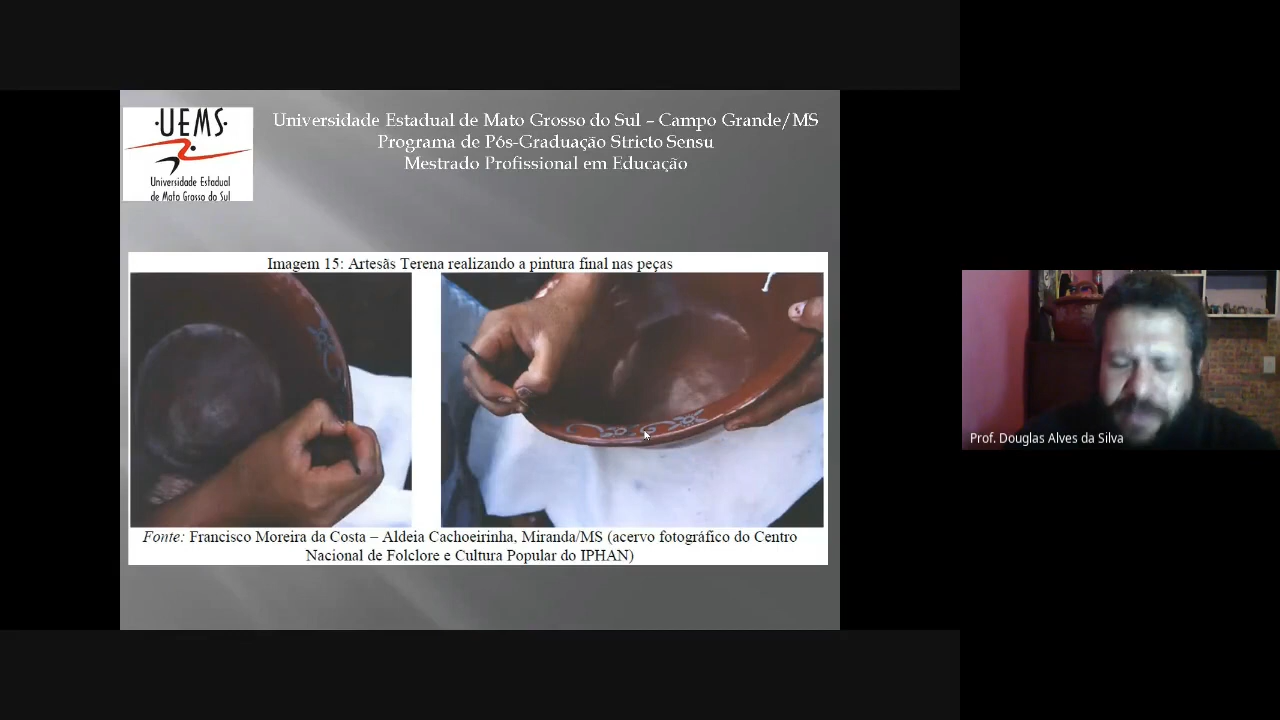 ·UEMS·
Universidade Estadual
de Mato Grosso do Sul
Universidade Estadual de Mato Grosso do Sul – Campo Grande/MS
Programa de Pós-Graduação Stricto Sensu
Mestrado Profissional em Educação
Imagem 15: Artesãs Terena realizando a pintura final nas peças
Fonte: Francisco Moreira da Costa – Aldeia Cachoeirinha, Miranda/MS (acervo fotográfico do Centro
Nacional de Folclore e Cultura Popular do IPHAN)
Prof. Douglas Alves da Silva